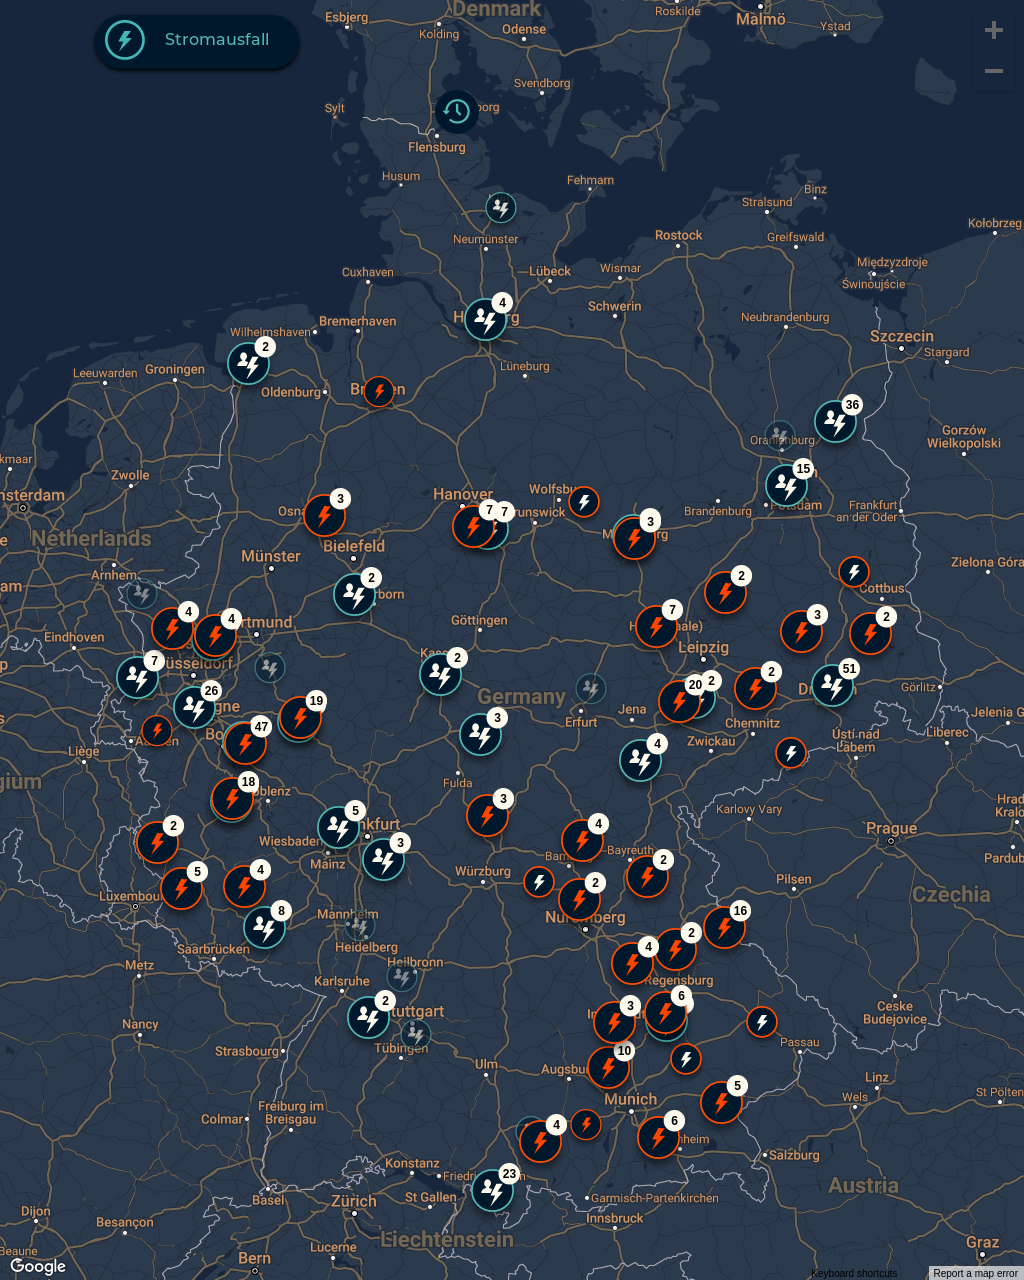 Denmark
Esbjerg
Kolding
Odense
Roskilde
Malmö
Ystad
Stromausfall
Svendborg
Sylt
Flensburg
Husum
Fehmarn
Binz
Stralsund
Neumünster
Rostock
Greifswald
Kołobrzeg
Cuxhaven
Lübeck
Wismar
Międzyzdroje
Świnoujście
4
Schwerin
Bremerhaven
Neubrandenburg
Wilhelmshaven
Szczecin
2
Stargard
Leeuwarden
Groningen
Lüneburg
Oldenburg
36
Gorzów
Wielkopolski
Zwolle
15
Potsdam
Hanover
3
7
7
3
Brandenburg
Frankfurt
an der Oder
Netherlands
Münster
Bielefeld
Zielona Góra
Arnhem
2
2
Cottbus
4
4
Eindhoven
Göttingen
7
3
2
Leipzig
7
2
51
Görlitz
26
Germany
20
2
2
19
47
Erfurt
Jena
Chemnitz
Liège
3
4
Zwickau
Ústí nad
Labem
Liberec
18
Fulda
Karlovy Vary
5
3
3
4
2
Wiesbaden
Mainz
Prague
Bayreuth
5
4
Würzburg
2
2
Pilsen
Czechia
8
16
Nuremberg
Mannheim
Heidelberg
Saarbrücken
Metz
4
2
Heilbronn
Karlsruhe
Regensburg
2
3
6
Ceske
Budejovice
Nancy
Passau
Strasbourg
Tübingen
10
Ulm
Linz
Wels
Munich
5
Colmar
Freiburg im
Breisgau
4
6
Salzburg
Konstanz
23
St Gallen
Austria
Basel
Zürich
Garmisch-Partenkirchen
Innsbruck
Dijon
Besançon
Liechtenstein
Lucerne
Bern
Graz
Google
Keyboard shortcuts
Report a map error